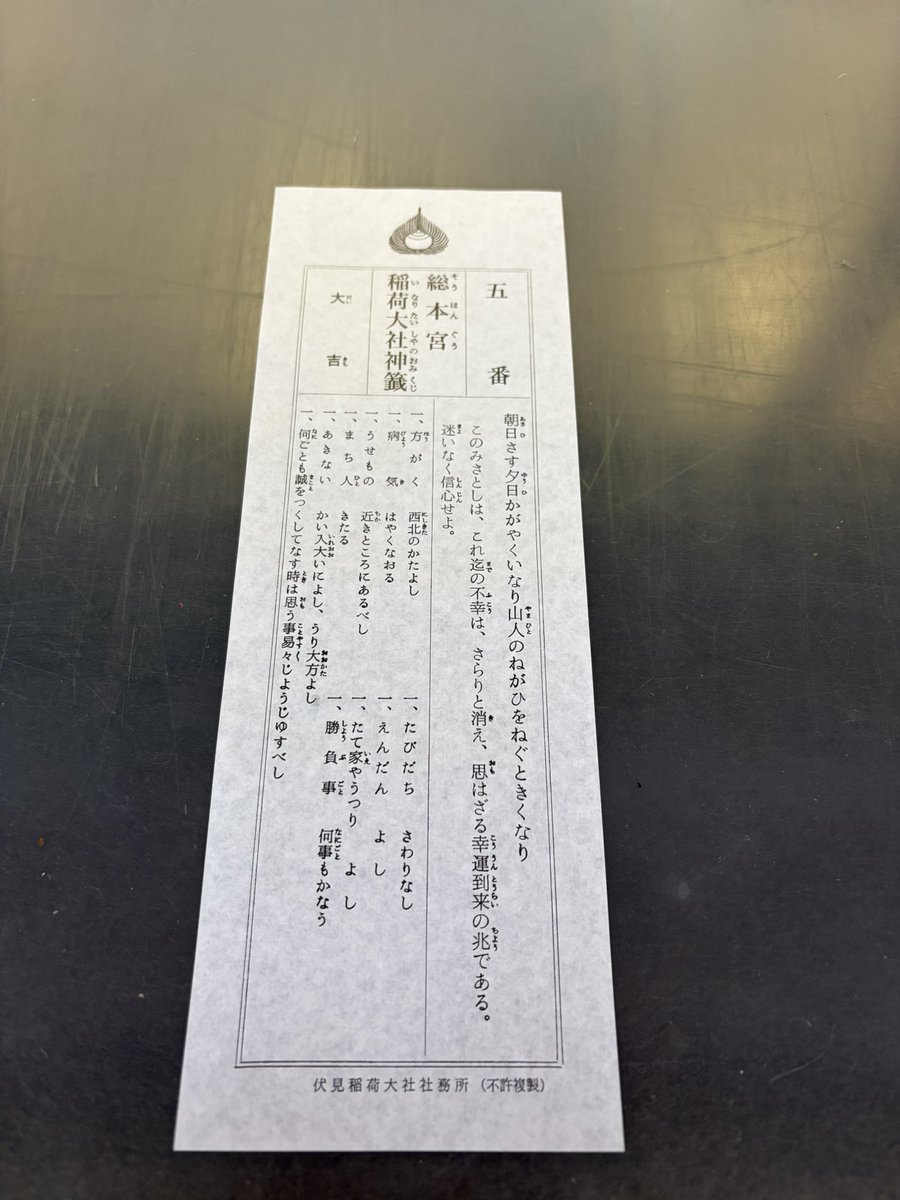 五番
総本宮
稲荷大社神籤
大吉
朝日さす夕日かがやくいなり山人のねがひをねぐときくなり
このみさとしは、これ迄の不幸は、さらりと消え、思はざる幸運到来の兆である。
迷いなく信心せよ。
一、方がく 西北のかたよし
一、病気 はやくなおる
一、うせもの 近きところにあるべし
一、まち人 きたる
一、あきない かい入大いによし、うり大方よし
一、たびだち さわりなし
一、えんだん よし
一、たて家やうつり よし
一、勝負事 何事もかなう
一、何ごとも誠をつくしてなす時は思う事易々じようじゆすべし
伏見稲荷大社社務所（不許複製）